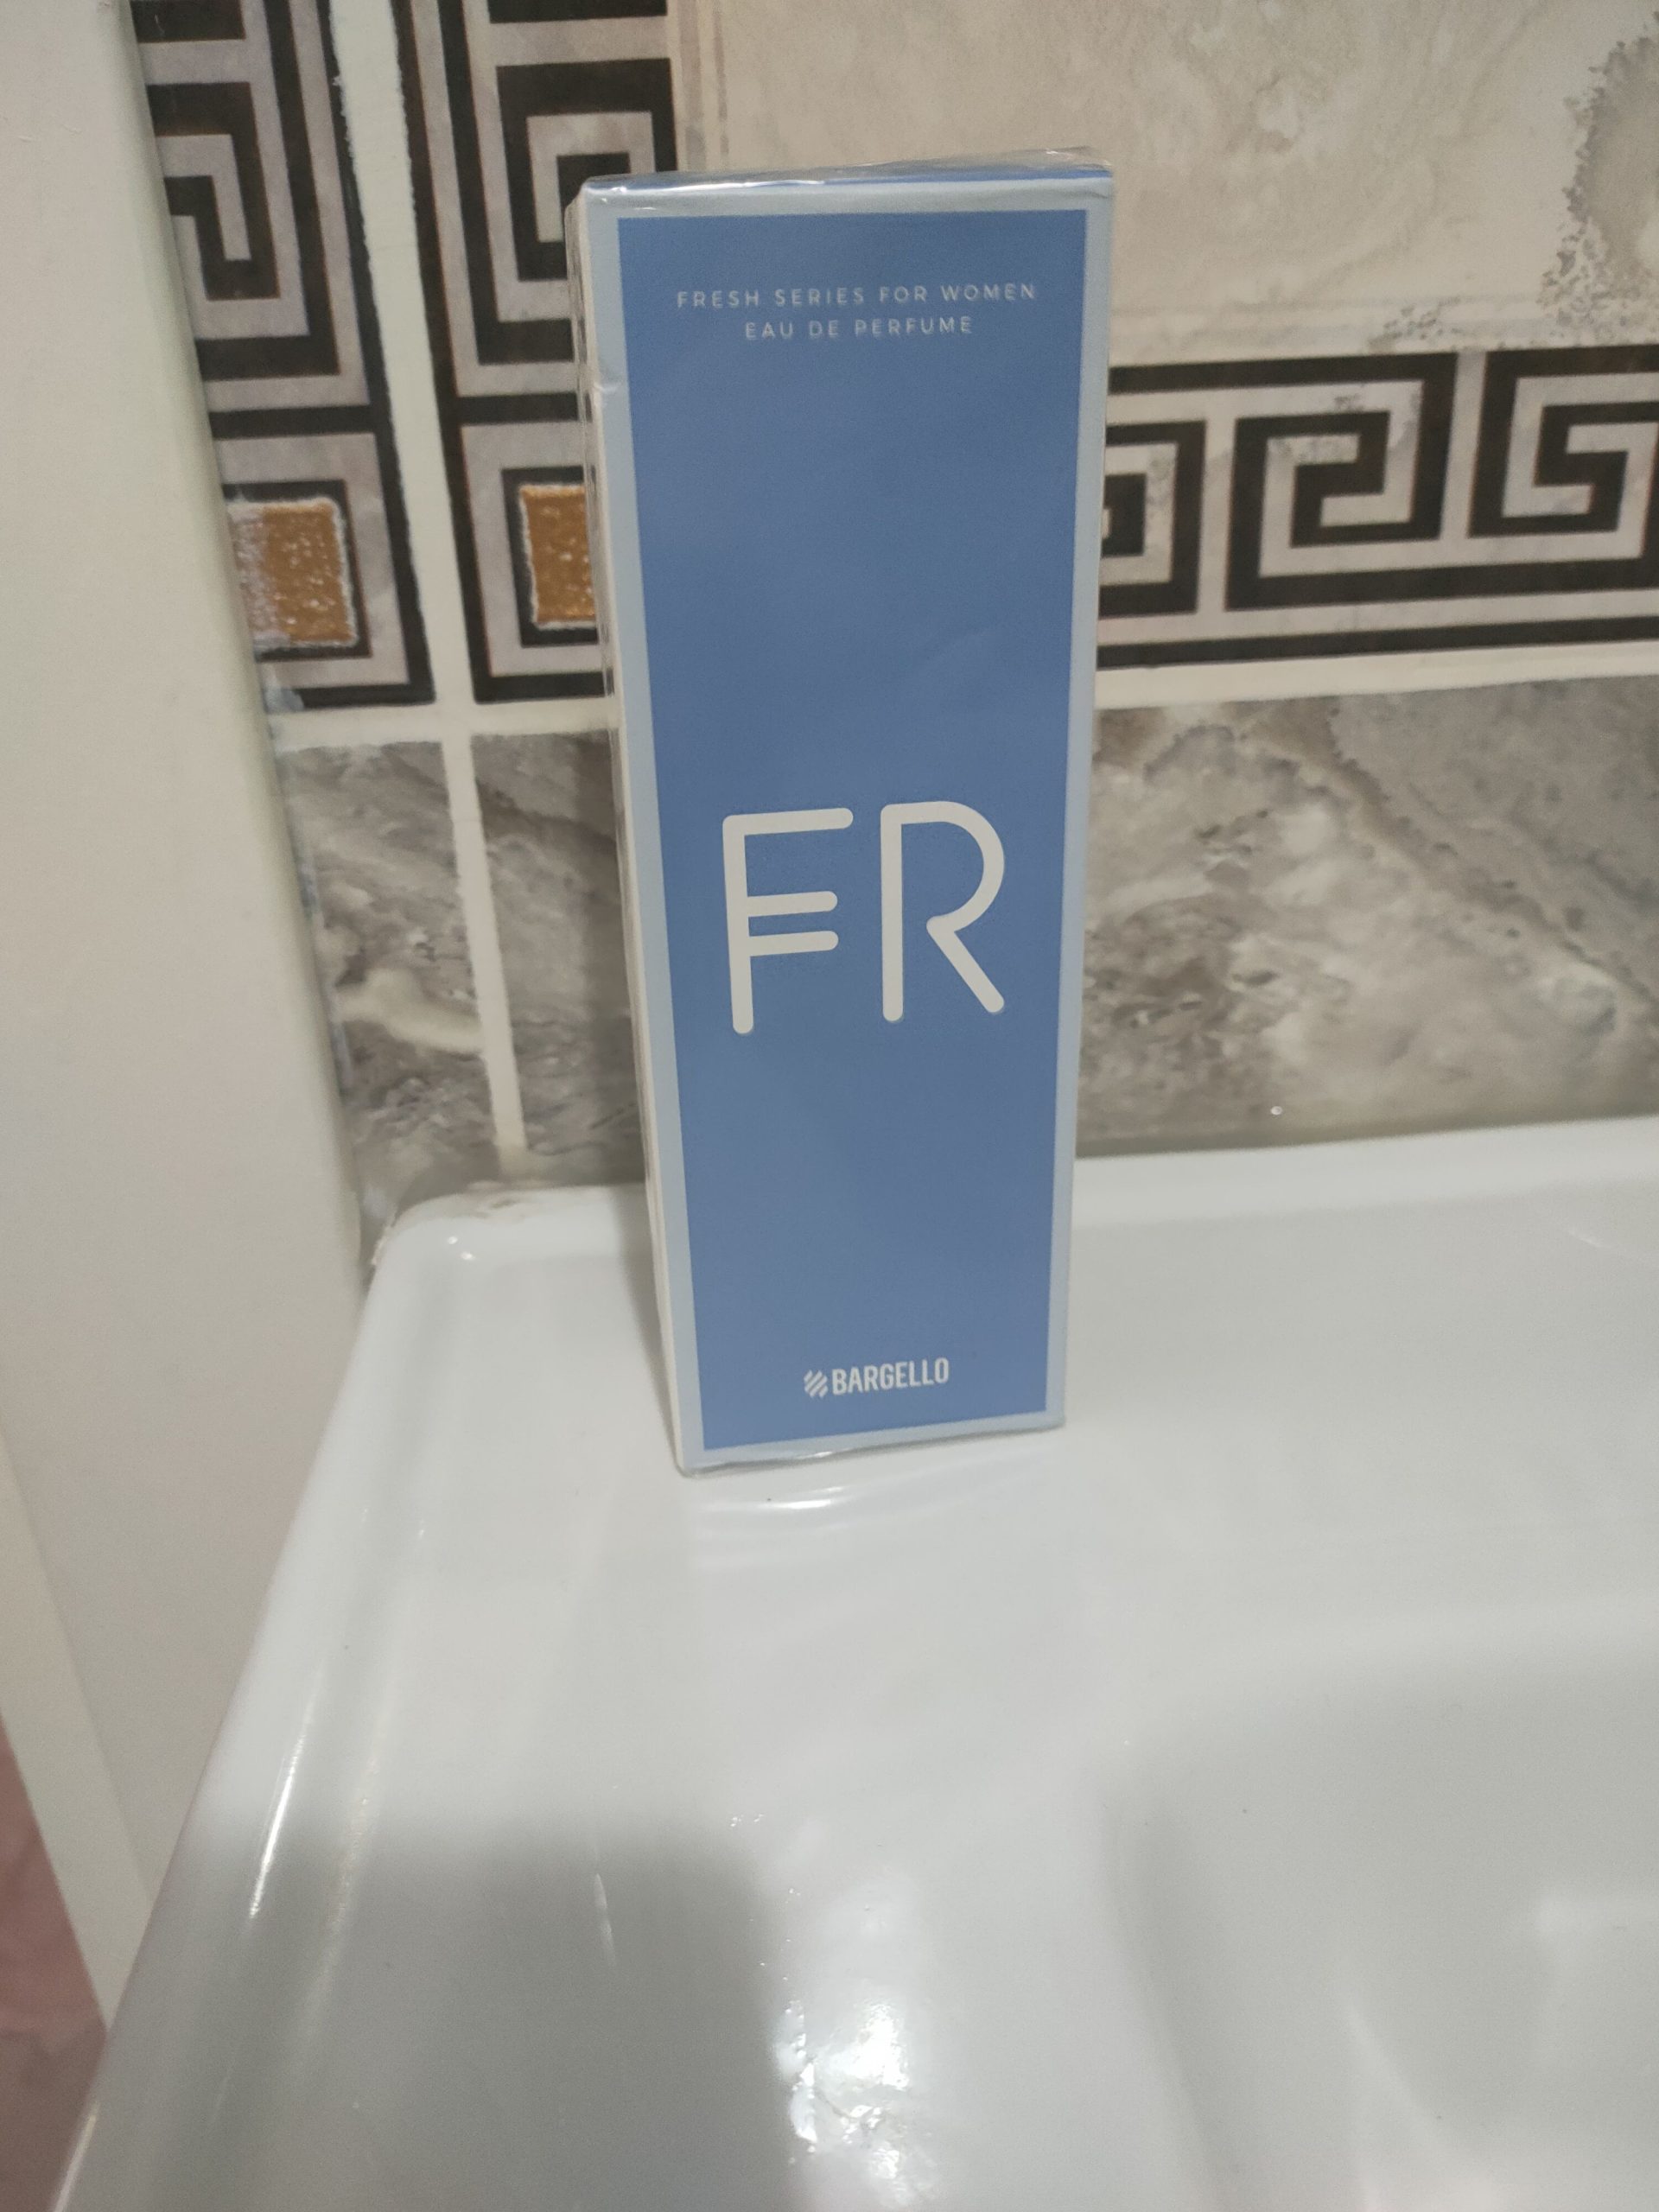 FRESH SERIES FOR WOMEN
EAU DE PERFUME
FR
BARGELLO